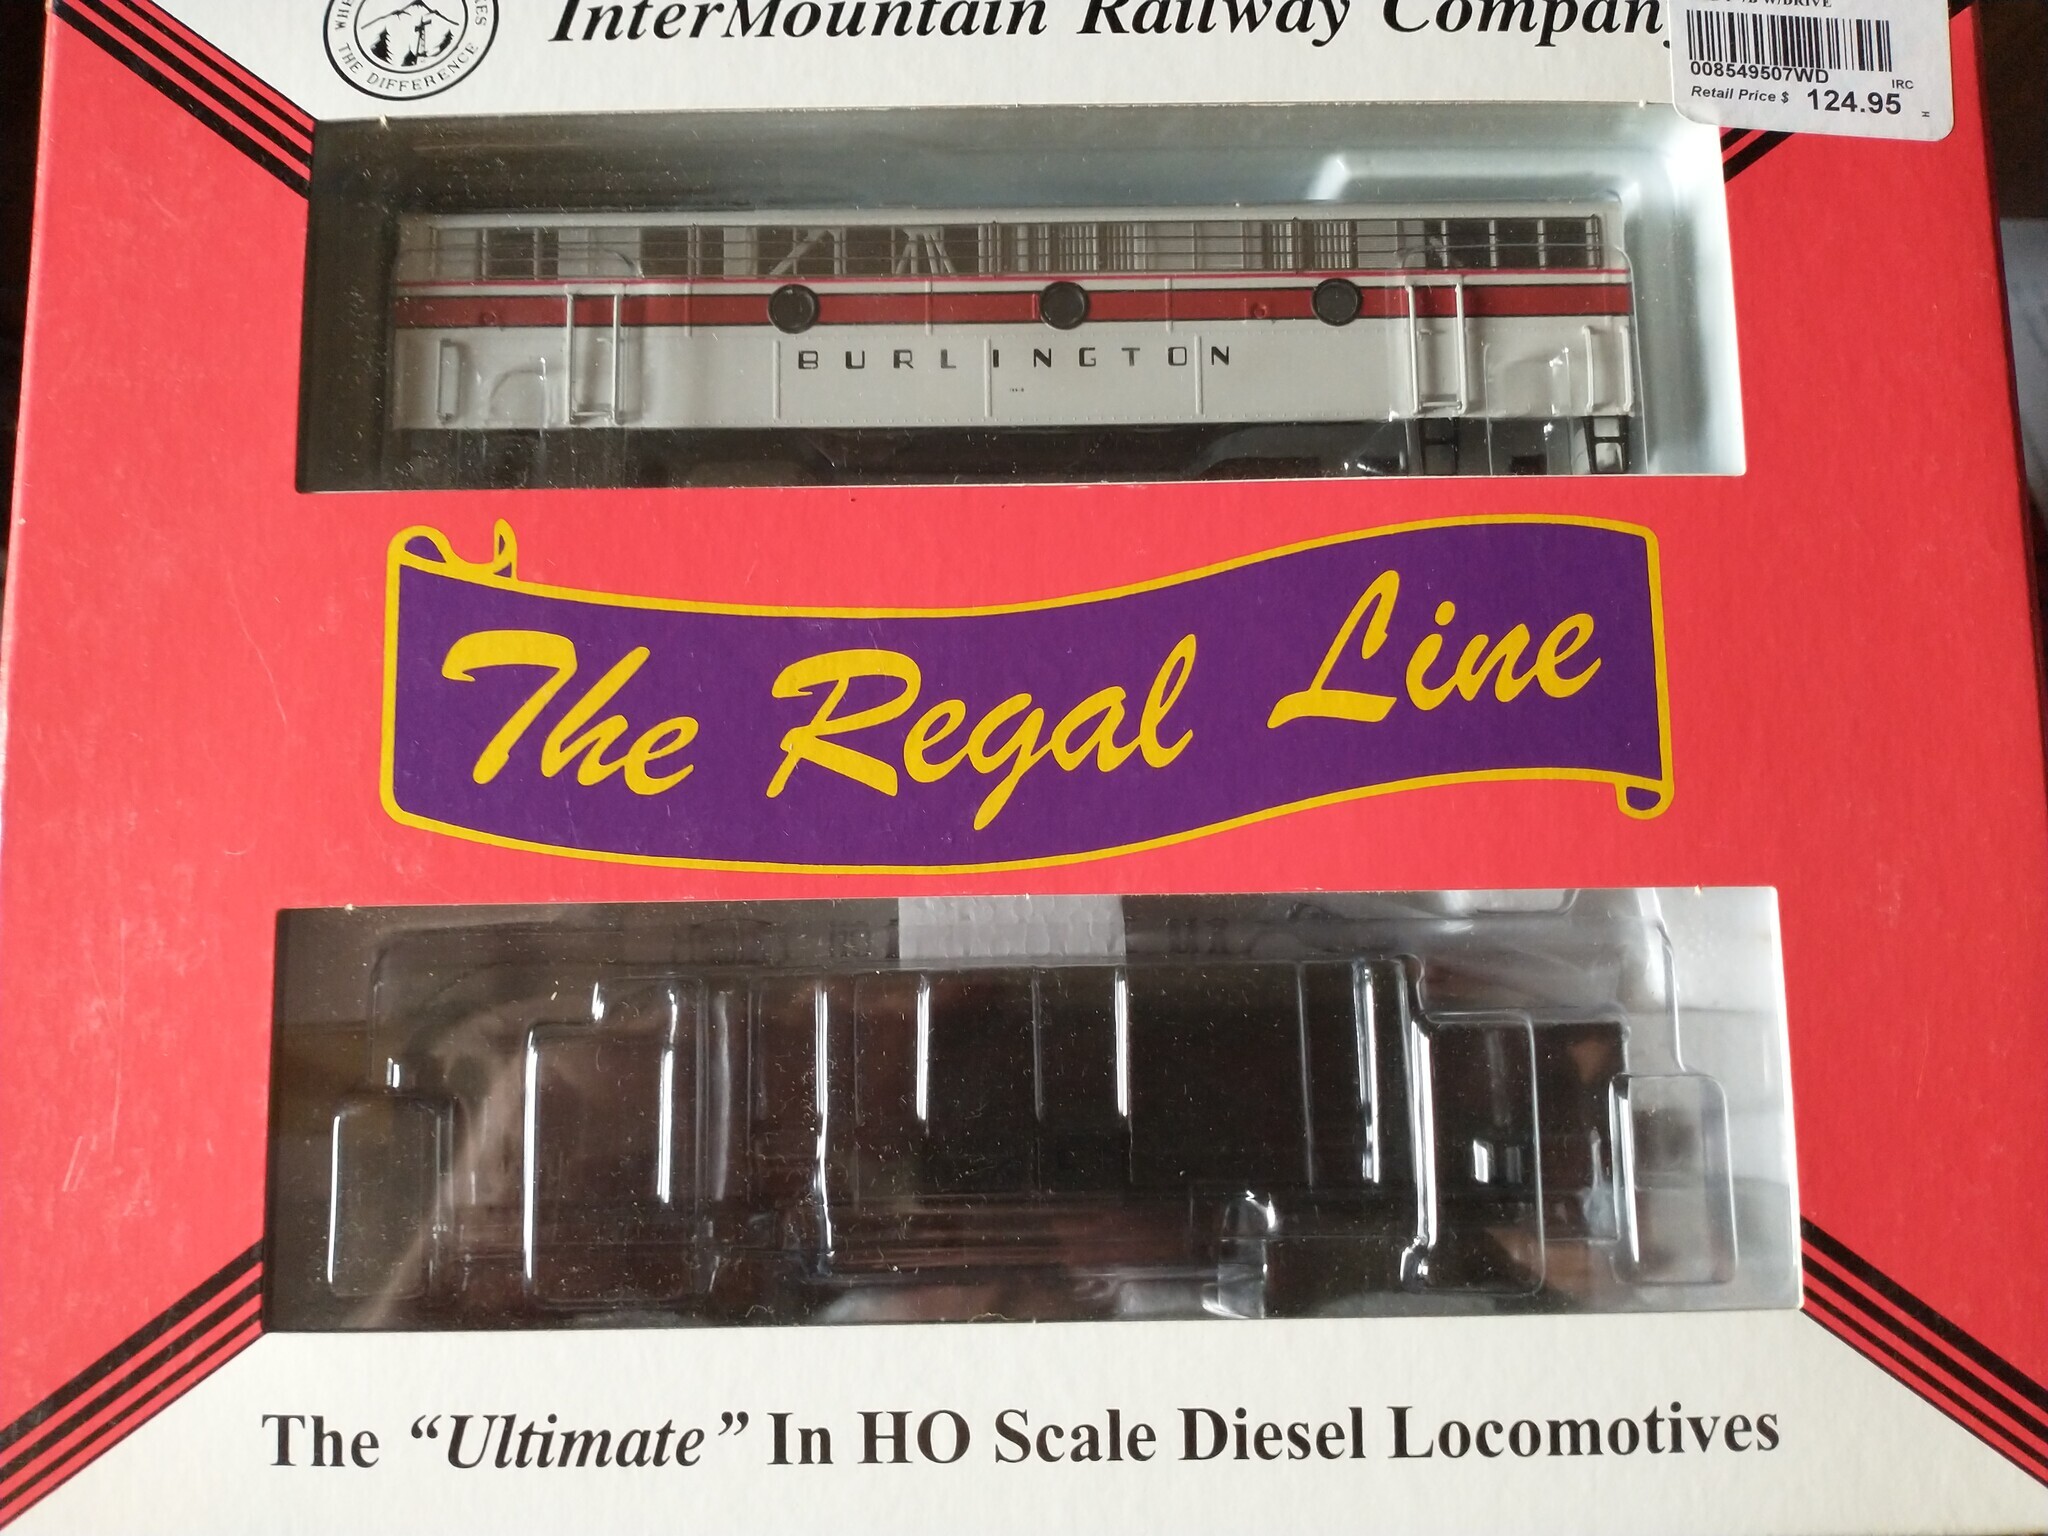 InterMountain Railway Company
THE DIFFERENCE
W/DRIVE
008549507WD
IRC
Retail Price $ 124.95
H
BURLINGTON
The Regal Line
The “Ultimate” In HO Scale Diesel Locomotives